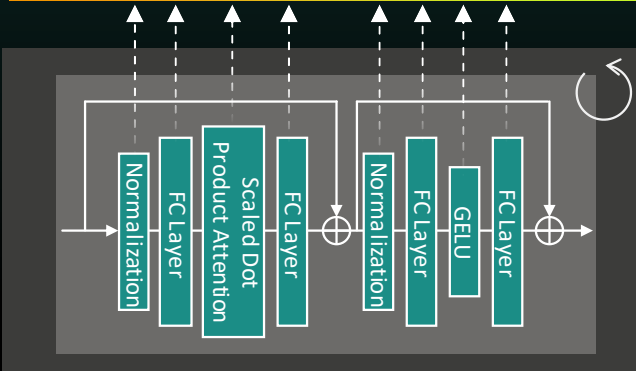 Normalization
FC Layer
Scaled Dot
Product Attention
FC Layer
Normalization
FC Layer
GELU
FC Layer